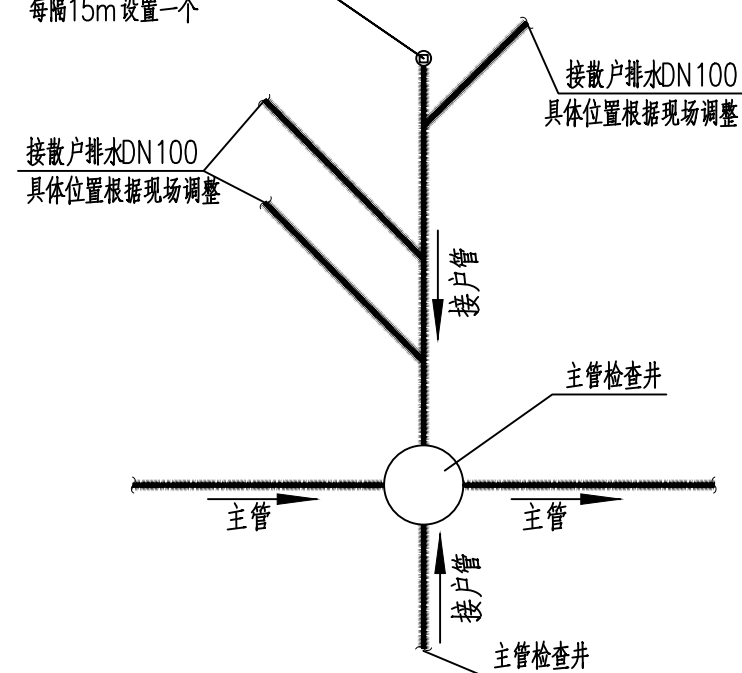 每隔15m设置一个
接散户排水DN100
具体位置根据现场调整
接散户排水DN100
具体位置根据现场调整
接户管
主管检查井
主管
主管
接户管
主管检查井